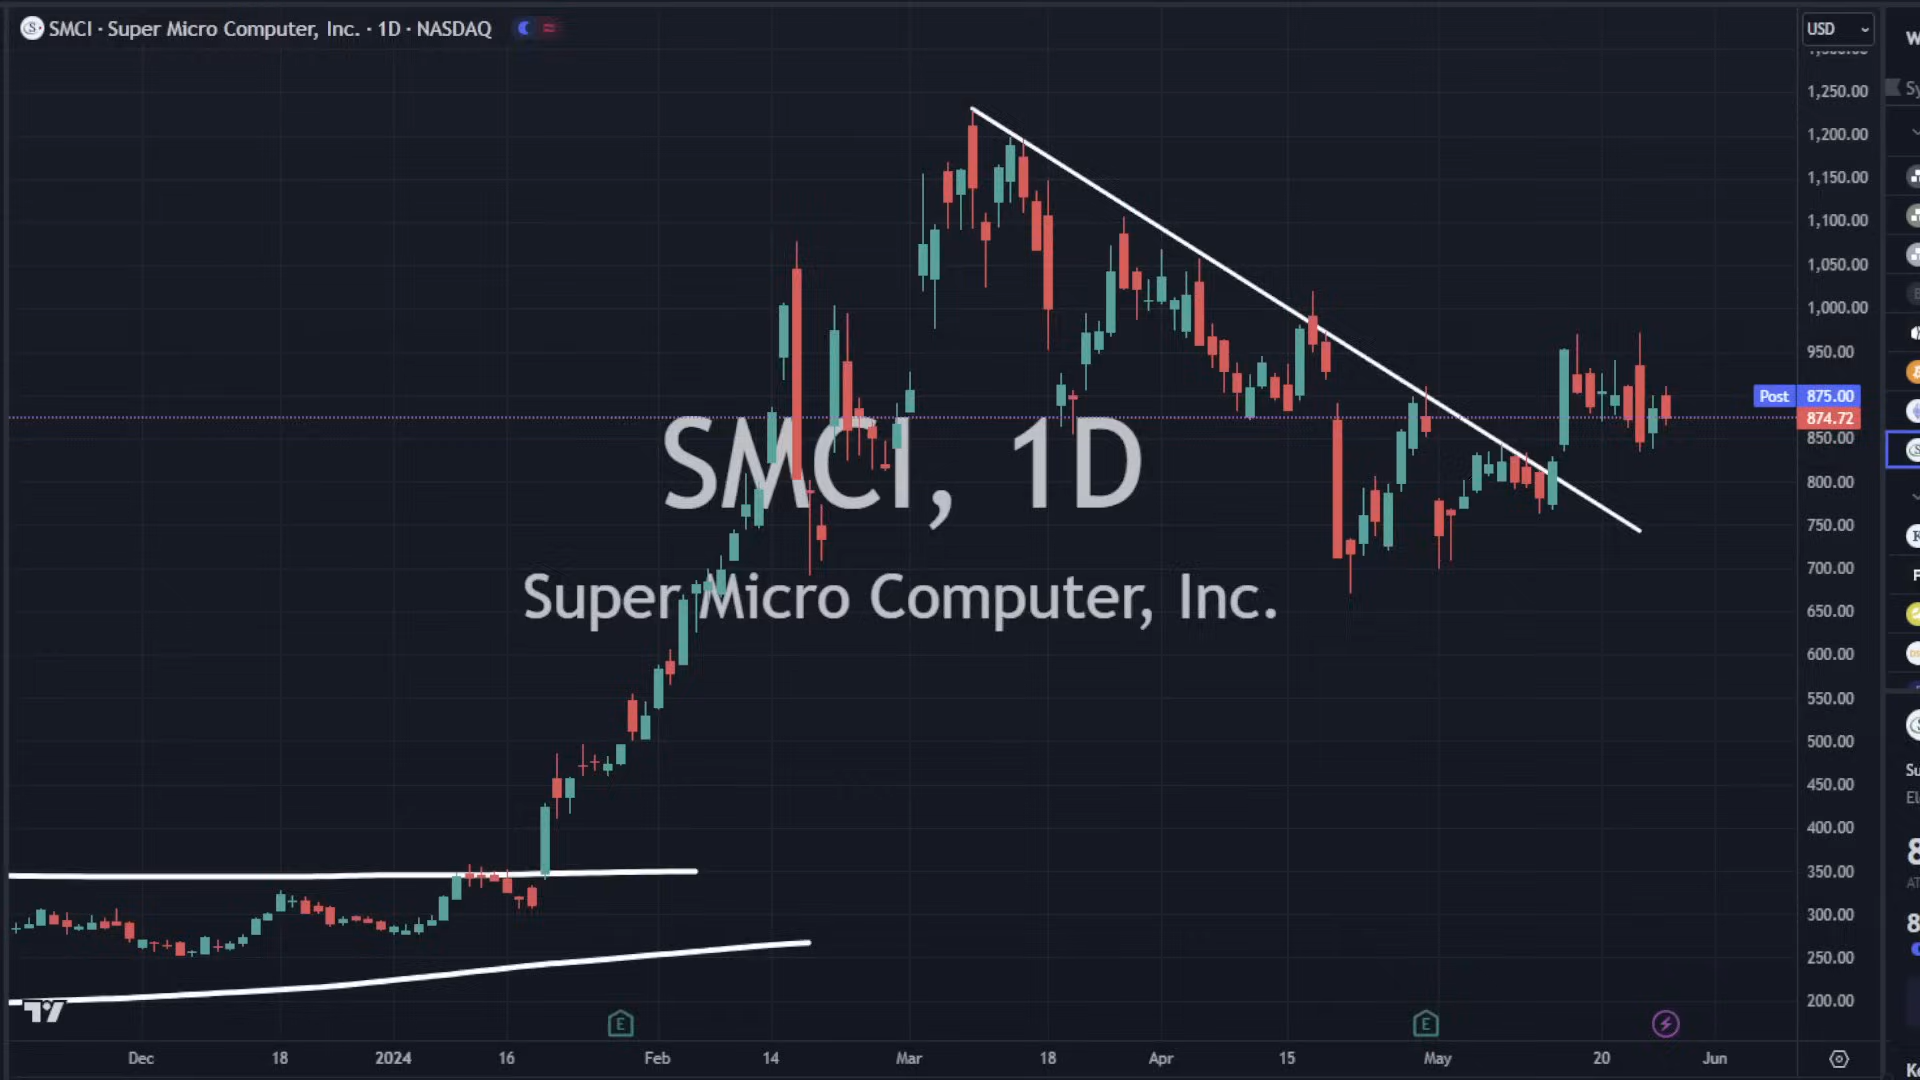 SMCI · Super Micro Computer, Inc. · 1D · NASDAQ
USD
1,250.00
1,200.00
1,150.00
1,100.00
1,050.00
1,000.00
950.00
Post 875.00
874.72
850.00
800.00
750.00
700.00
650.00
600.00
550.00
500.00
450.00
400.00
350.00
300.00
250.00
200.00
SMCI, 1D
Super Micro Computer, Inc.
E
E
Dec
18
2024
16
Feb
14
Mar
18
Apr
15
May
20
Jun